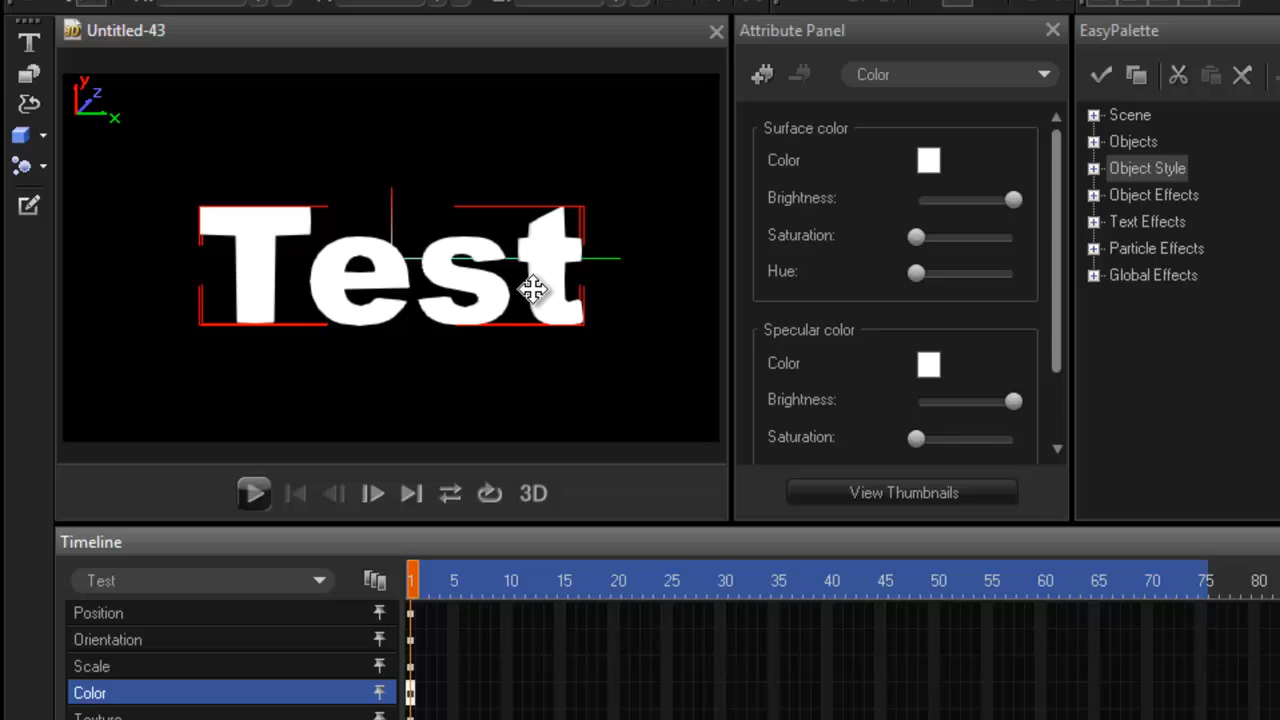 Untitled-43
Attribute Panel
EasyPalette
Color
y
z
x
Test
Surface color
Color
Brightness:
Saturation:
Hue:
Specular color
Color
Brightness:
Saturation:
View Thumbnails
Scene
Objects
Object Style
Object Effects
Text Effects
Particle Effects
Global Effects
3D
Timeline
Test
1 5 10 15 20 25 30 35 40 45 50 55 60 65 70 75 80
Position
Orientation
Scale
Color
Texture